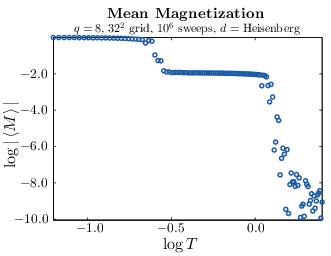 Mean Magnetization
q = 8, 32² grid, 10⁶ sweeps, d = Heisenberg
log |⟨M⟩|
−2.0
−4.0
−6.0
−8.0
−10.0
−1.0 −0.5 0.0
log T